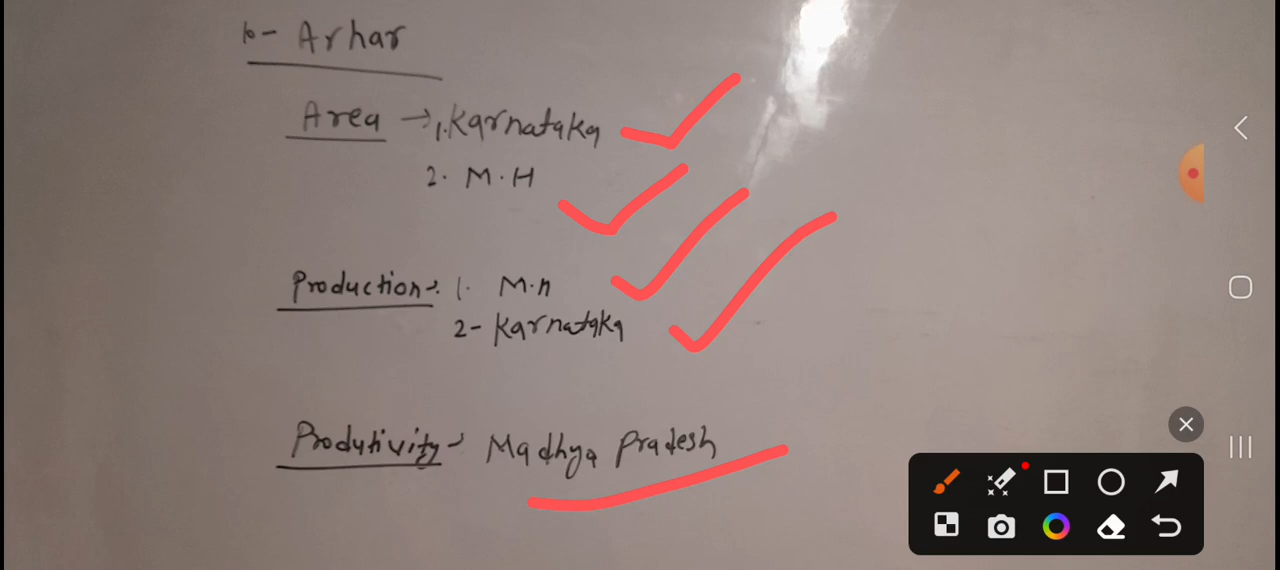 10- Arhar
Area → 1. Karnataka
2. M.H
Production-: 1. M.H
2- Karnataka
Produtivity- Madhya Pradesh